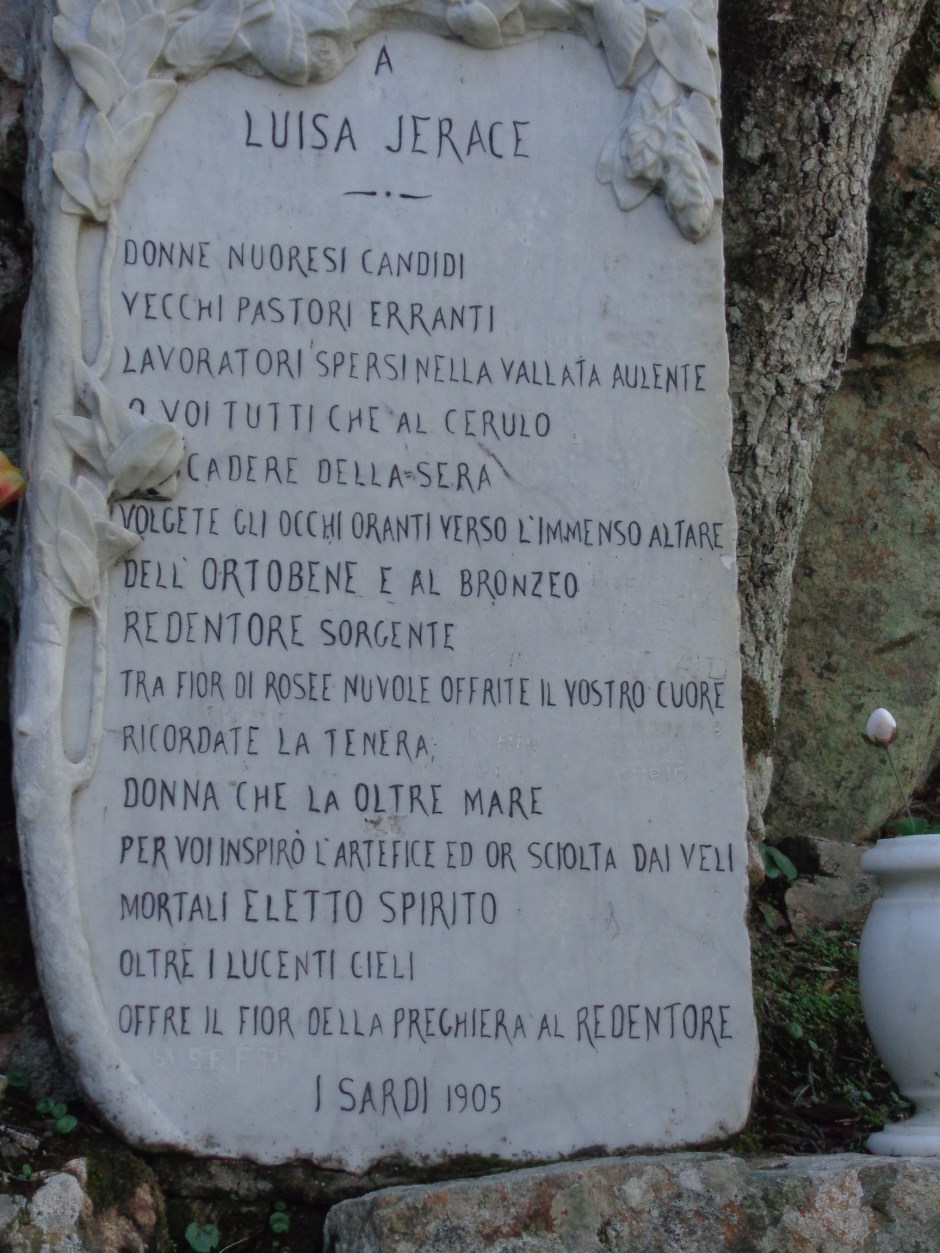 A
LUISA JERACE
DONNE NUORESI CANDIDI
VECCHI PASTORI ERRANTI
LAVORATORI SPERSI NELLA VALLATA AULENTE
O VOI TUTTI CHE AL CERULO
CADERE DELLA SERA
VOLGETE GLI OCCHI ORANTI VERSO L'IMMENSO ALTARE
DELL'ORTOBENE E AL BRONZEO
REDENTORE SORGENTE
TRA FIOR DI ROSEE NUVOLE OFFRITE IL VOSTRO CUORE
RICORDATE LA TENERA
DONNA CHE LA OLTRE MARE
PER VOI INSPIRÒ L'ARTEFICE ED OR SCIOLTA DAI VELI
MORTALI ELETTO SPIRITO
OLTRE I LUCENTI CIELI
OFFRE IL FIOR DELLA PREGHIERA AL REDENTORE
I SARDI 1905